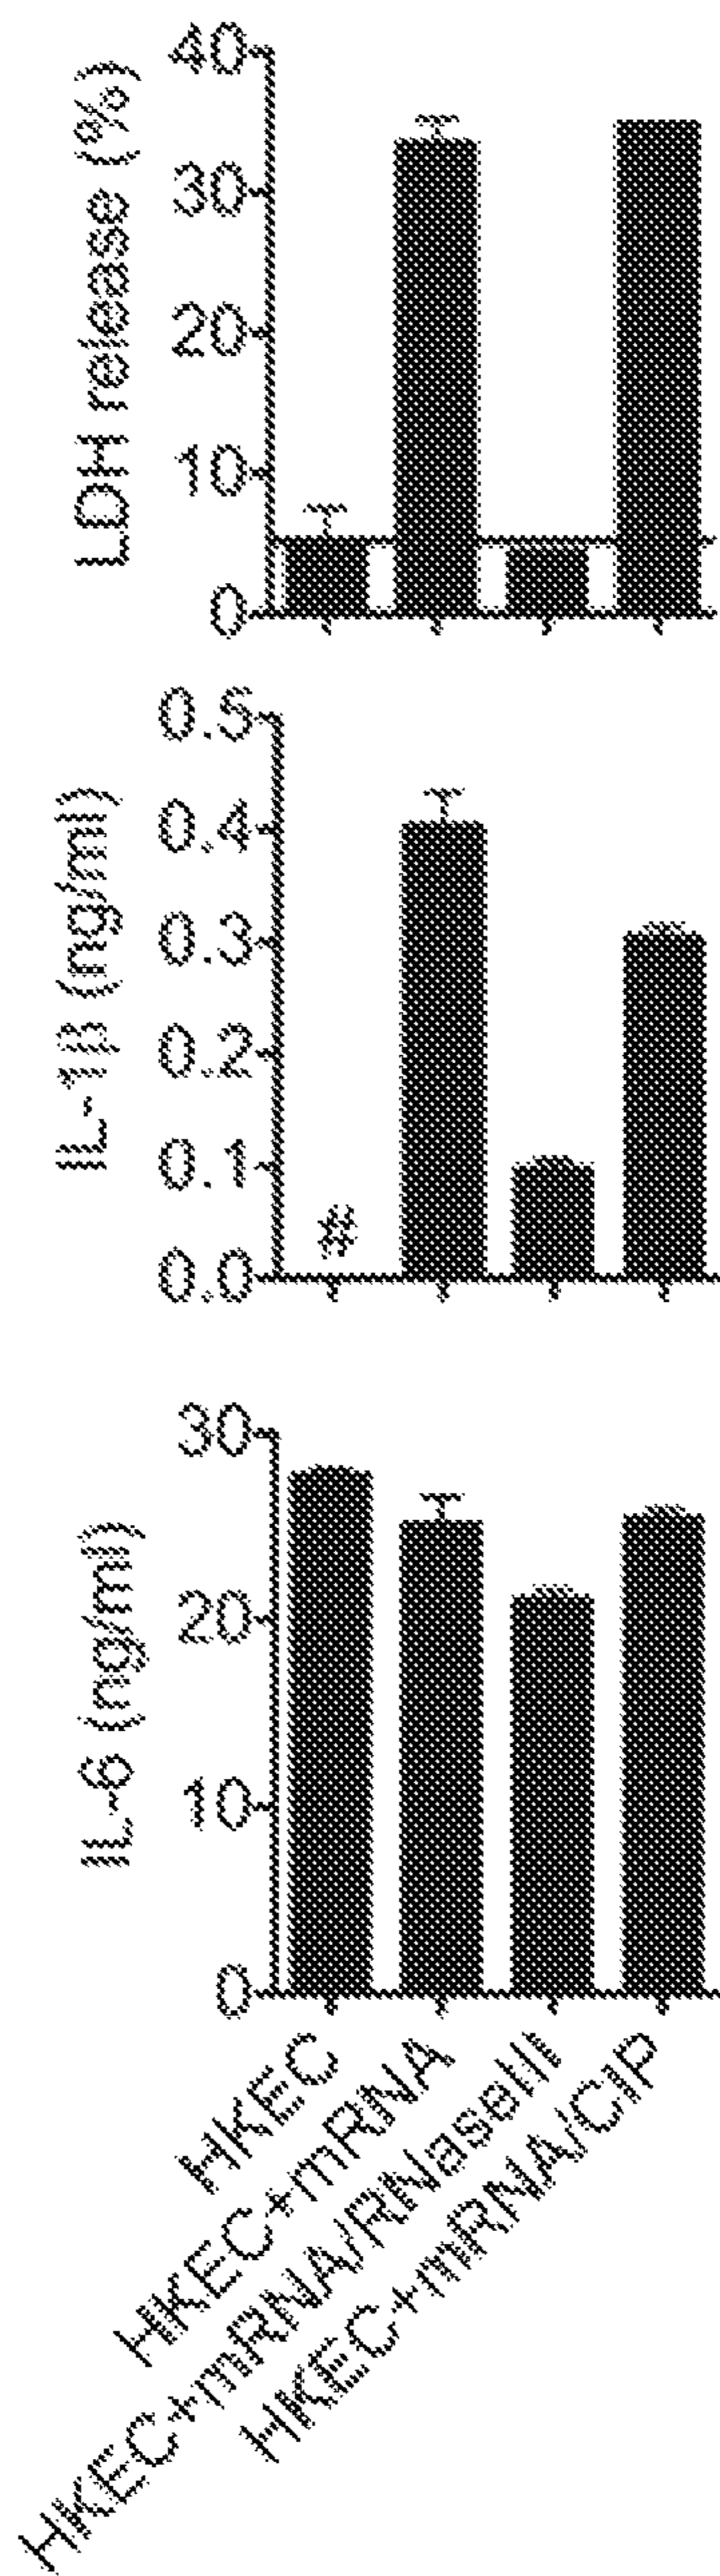 LDH release (%)
40
30
20
10
0
IL-1β (ng/ml)
0.5
0.4
0.3
0.2
0.1
0.0
#
IL-6 (ng/ml)
30
20
10
0
HKEC
HKEC+mRNA
HKEC+mRNA/RNaseIII
HKEC+mRNA/CIP